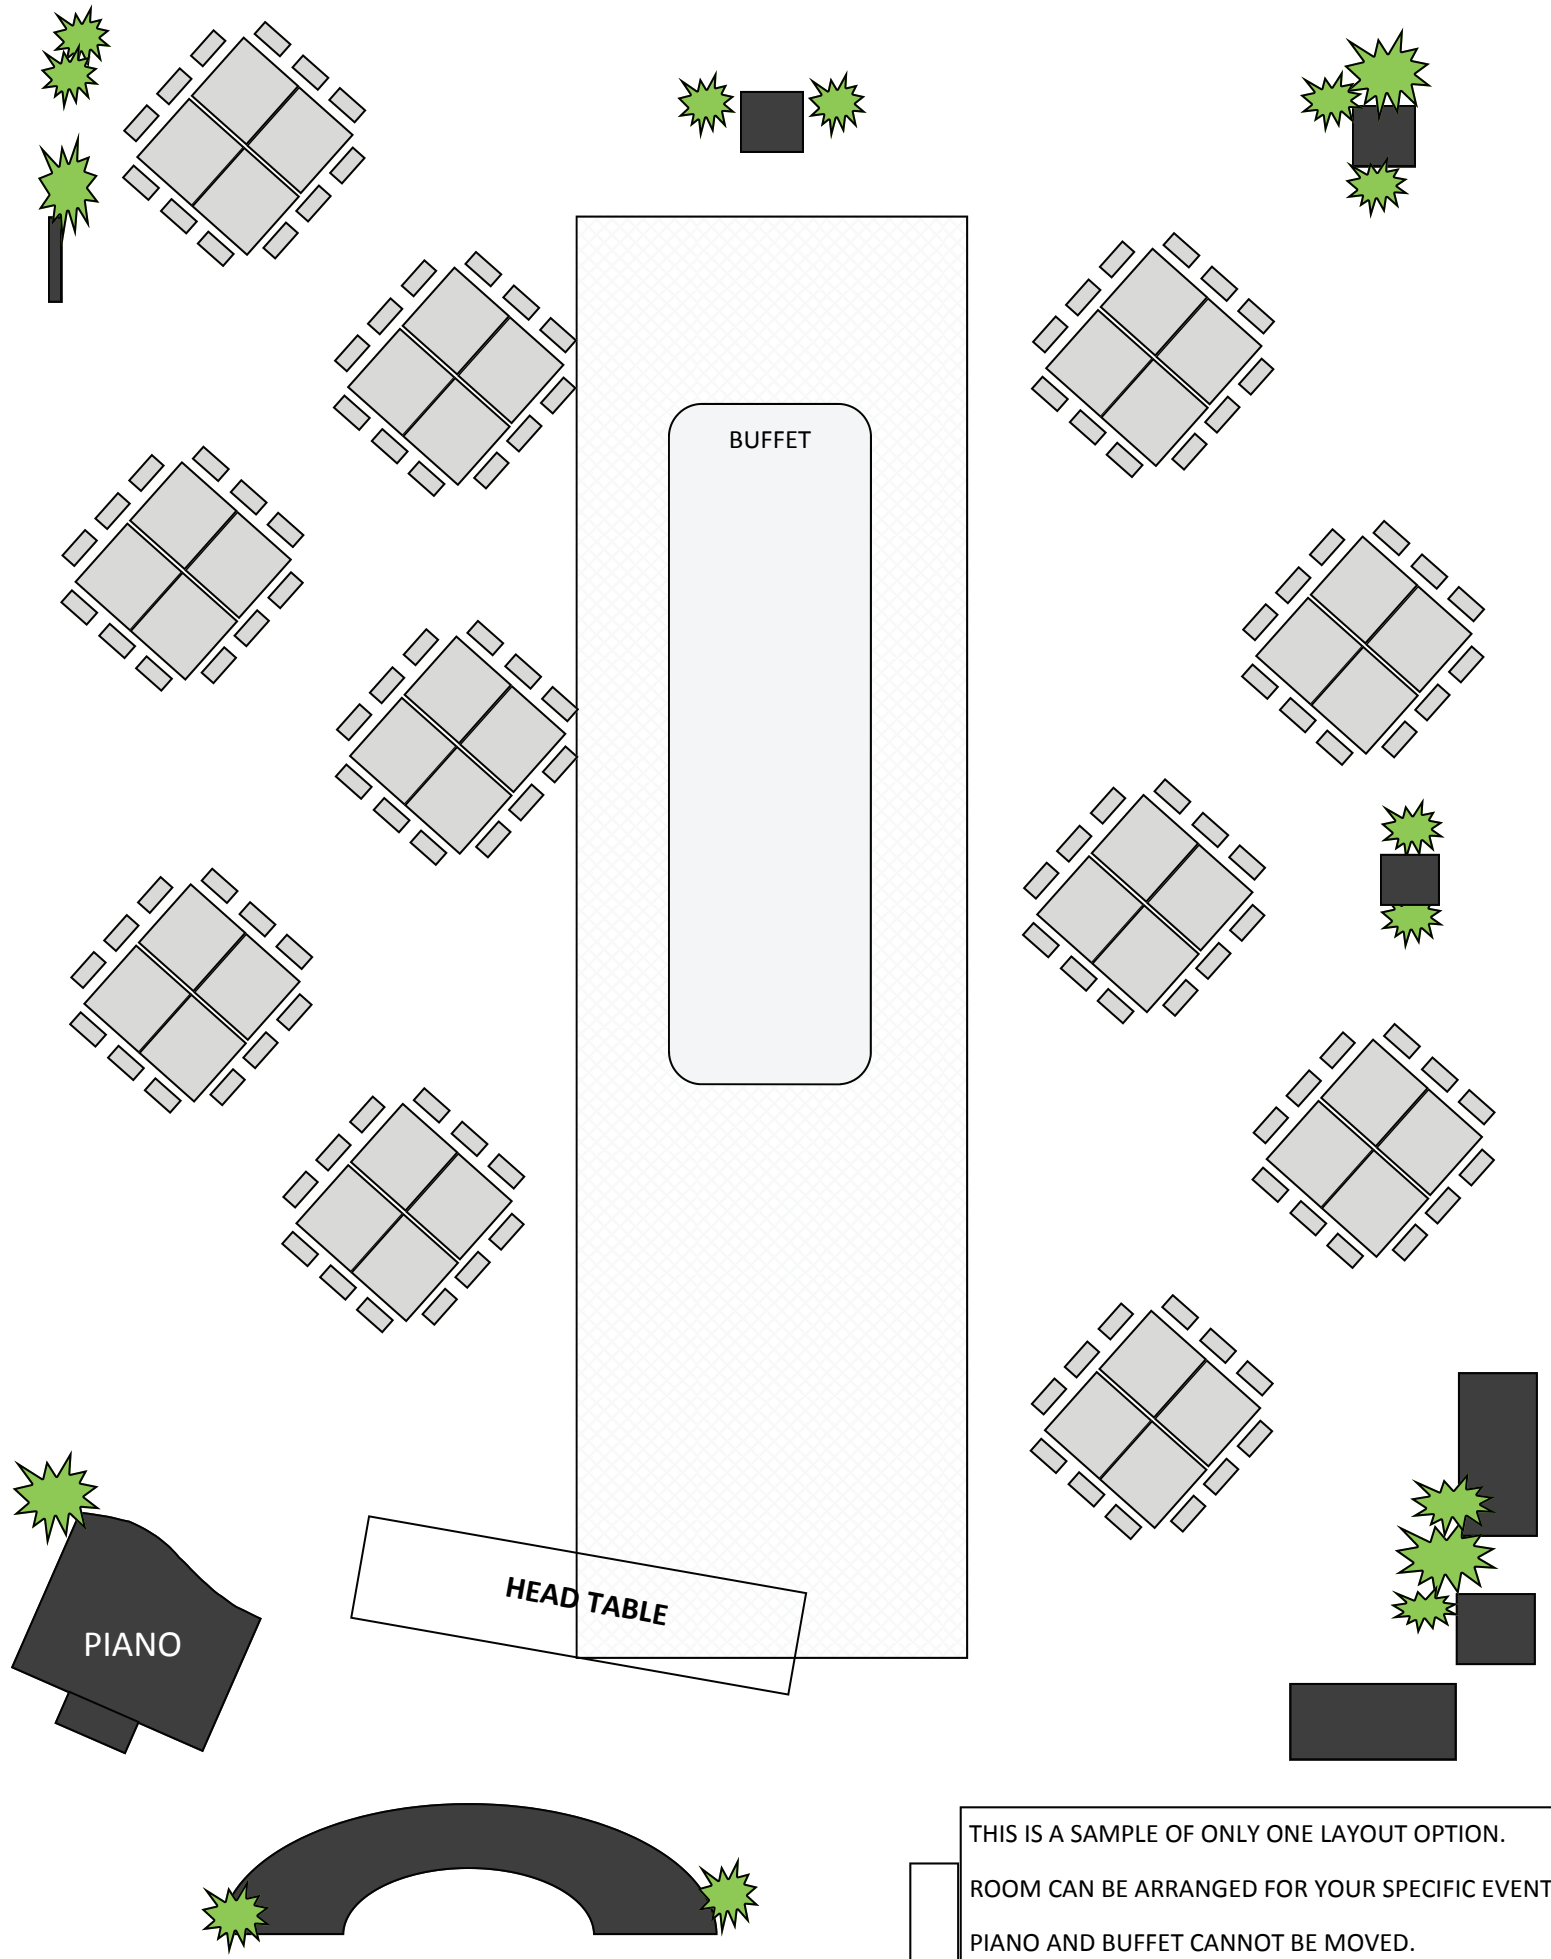 BUFFET
HEAD TABLE
PIANO
THIS IS A SAMPLE OF ONLY ONE LAYOUT OPTION.
ROOM CAN BE ARRANGED FOR YOUR SPECIFIC EVENT
PIANO AND BUFFET CANNOT BE MOVED.